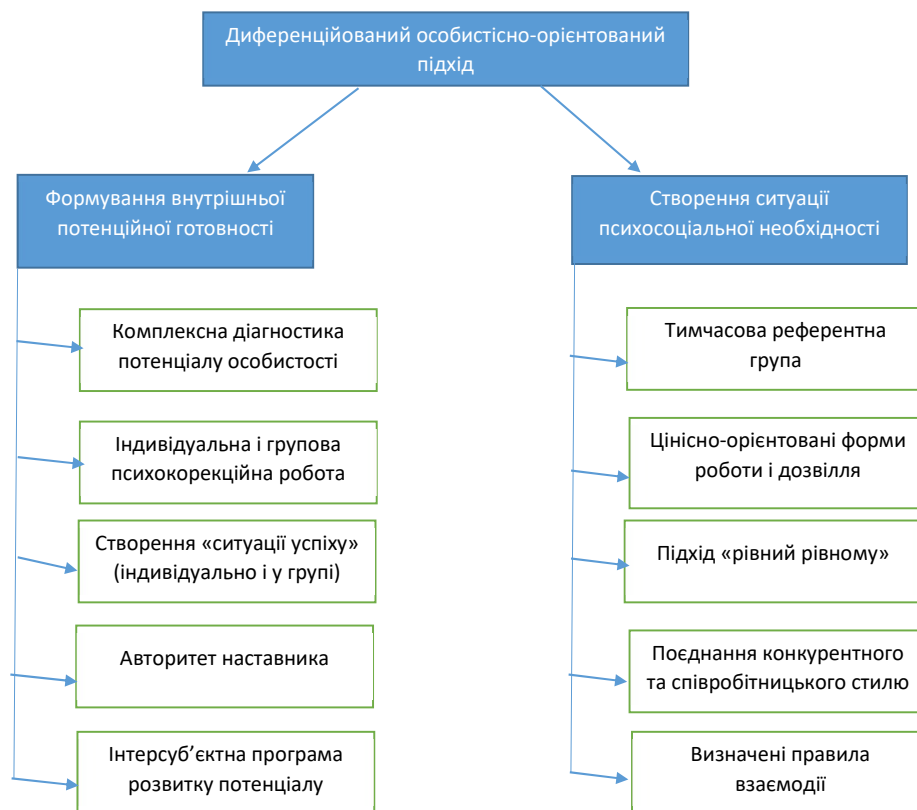 Диференційований особистісно-орієнтований
підхід
Формування внутрішньої
потенційної готовності
Комплексна діагностика
потенціалу особистості
Індивідуальна і групова
психокорекційна робота
Створення «ситуації успіху»
(індивідуально і у групі)
Авторитет наставника
Інтерсуб’єктна програма
розвитку потенціалу
Створення ситуації
психосоціальної необхідності
Тимчасова референтна
група
Цінісно-орієнтовані форми
роботи і дозвілля
Підхід «рівний рівному»
Поєднання конкурентного
та співробітницького стилю
Визначені правила
взаємодії